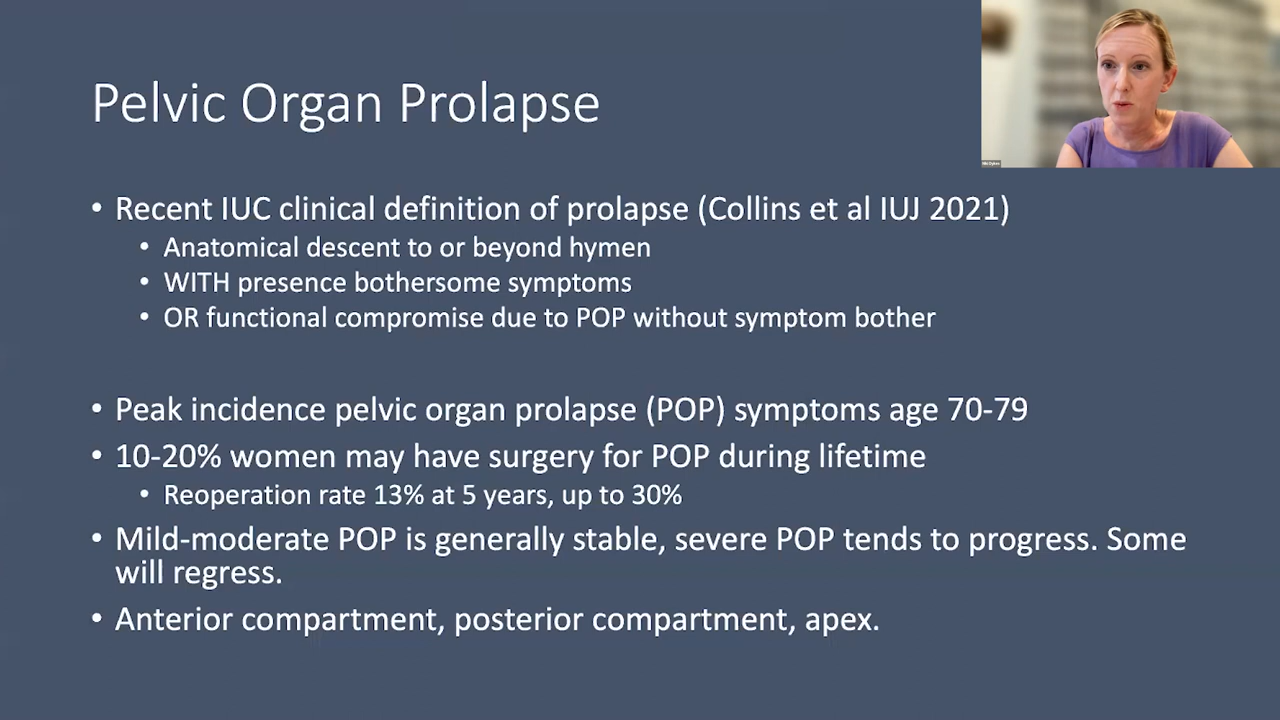 Pelvic Organ Prolapse
• Recent IUC clinical definition of prolapse (Collins et al IUJ 2021)
• Anatomical descent to or beyond hymen
• WITH presence bothersome symptoms
• OR functional compromise due to POP without symptom bother
• Peak incidence pelvic organ prolapse (POP) symptoms age 70-79
• 10-20% women may have surgery for POP during lifetime
• Reoperation rate 13% at 5 years, up to 30%
• Mild-moderate POP is generally stable, severe POP tends to progress. Some
will regress.
• Anterior compartment, posterior compartment, apex.